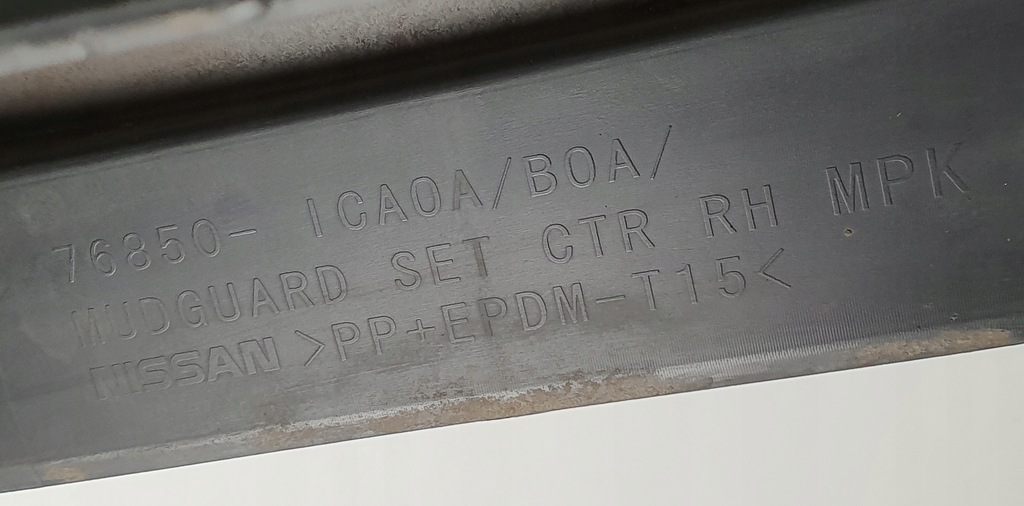 76850- 1CA0A/B0A/
MUDGUARD SET CTR RH MPK
NISSAN >PP+EPDM-T15<